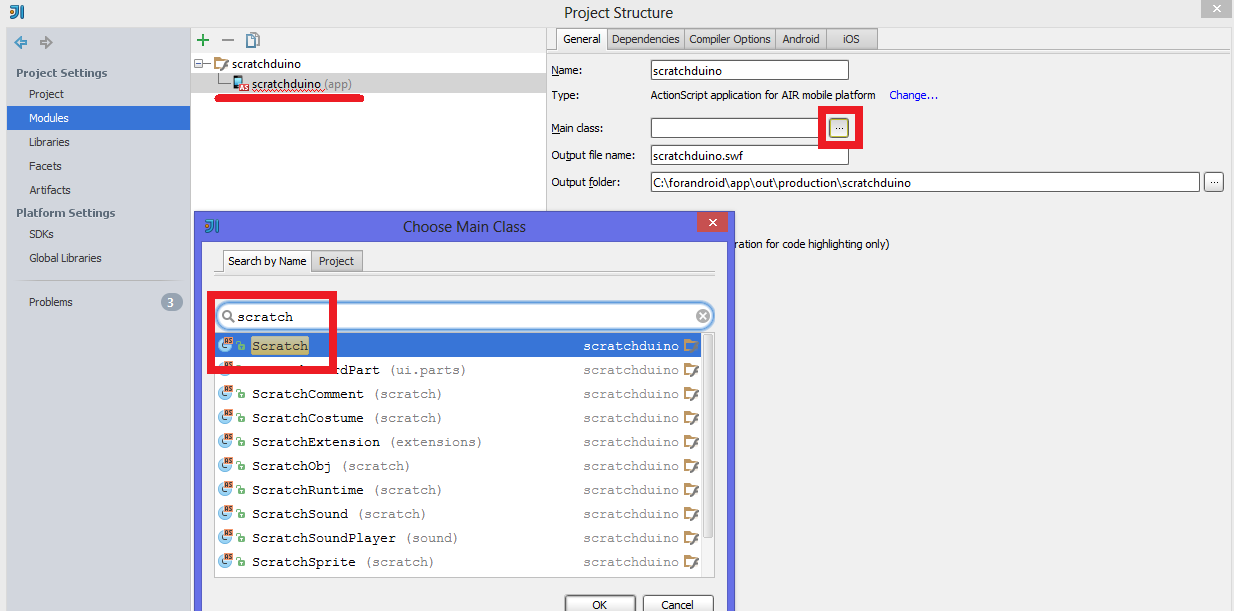 Project Structure
Project Settings
Project
Modules
Libraries
Facets
Artifacts
Platform Settings
SDKs
Global Libraries
Problems 3
scratchduino
scratchduino (app)
General Dependencies Compiler Options Android iOS
Name: scratchduino
Type: ActionScript application for AIR mobile platform Change...
Main class: ...
Output file name: scratchduino.swf
Output folder: C:\forandroid\app\out\production\scratchduino ...
ration for code highlighting only)
Choose Main Class
Search by Name Project
scratch
Scratch scratchduino
rdPart (ui.parts) scratchduino
ScratchComment (scratch) scratchduino
ScratchCostume (scratch) scratchduino
ScratchExtension (extensions) scratchduino
ScratchObj (scratch) scratchduino
ScratchRuntime (scratch) scratchduino
ScratchSound (scratch) scratchduino
ScratchSoundPlayer (sound) scratchduino
ScratchSprite (scratch) scratchduino
OK Cancel